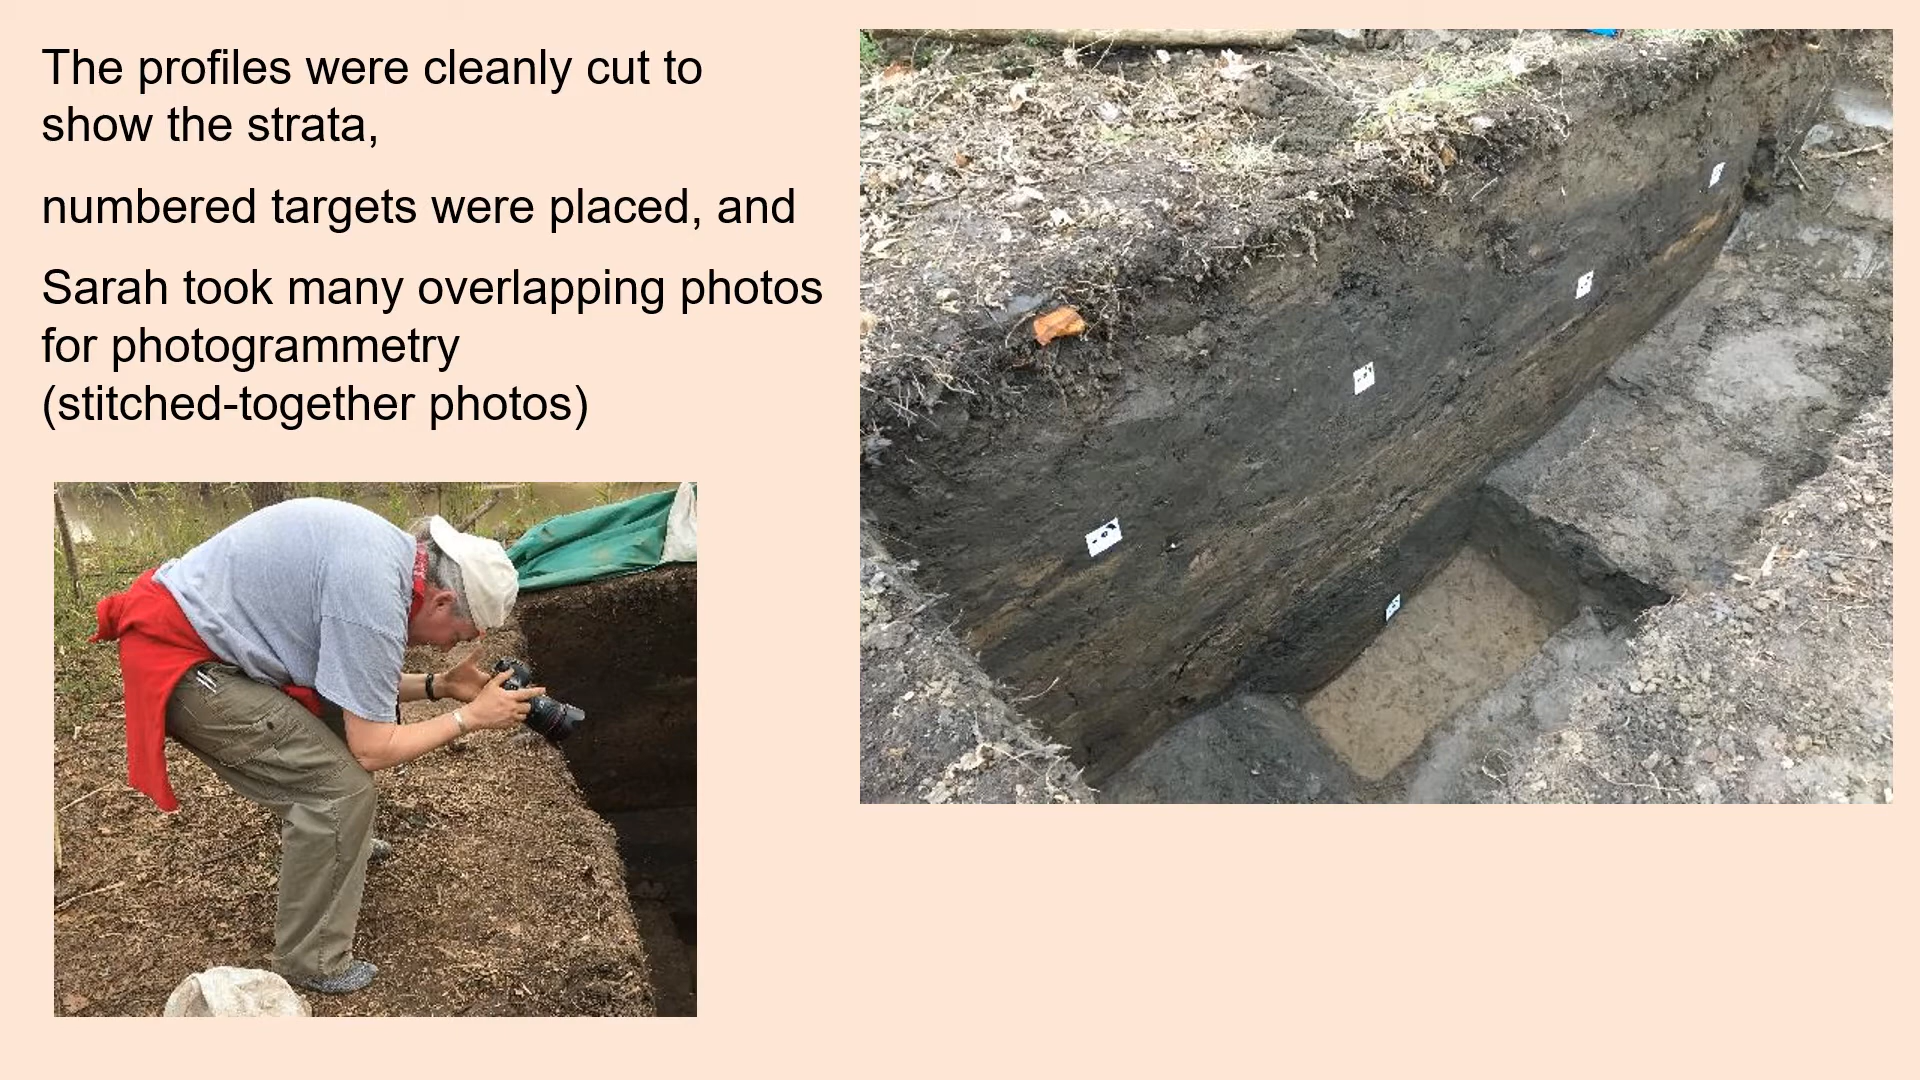 The profiles were cleanly cut to
show the strata,
numbered targets were placed, and
Sarah took many overlapping photos
for photogrammetry
(stitched-together photos)